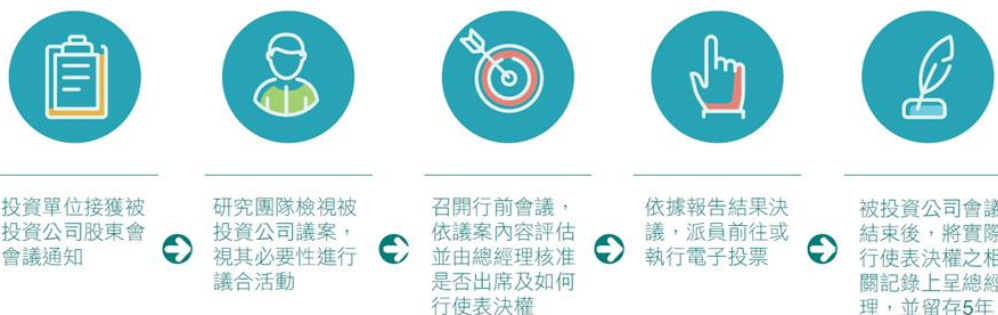 投資單位接獲被
投資公司股東會
會議通知
研究團隊檢視被
投資公司議案，
視其必要性進行
議合活動
召開行前會議，
依議案內容評估
並由總經理核准
是否出席及如何
行使表決權
依據報告結果決
議，派員前往或
執行電子投票
被投資公司會議
結束後，將實際
行使表決權之相
關記錄上呈總經
理，並留存5年